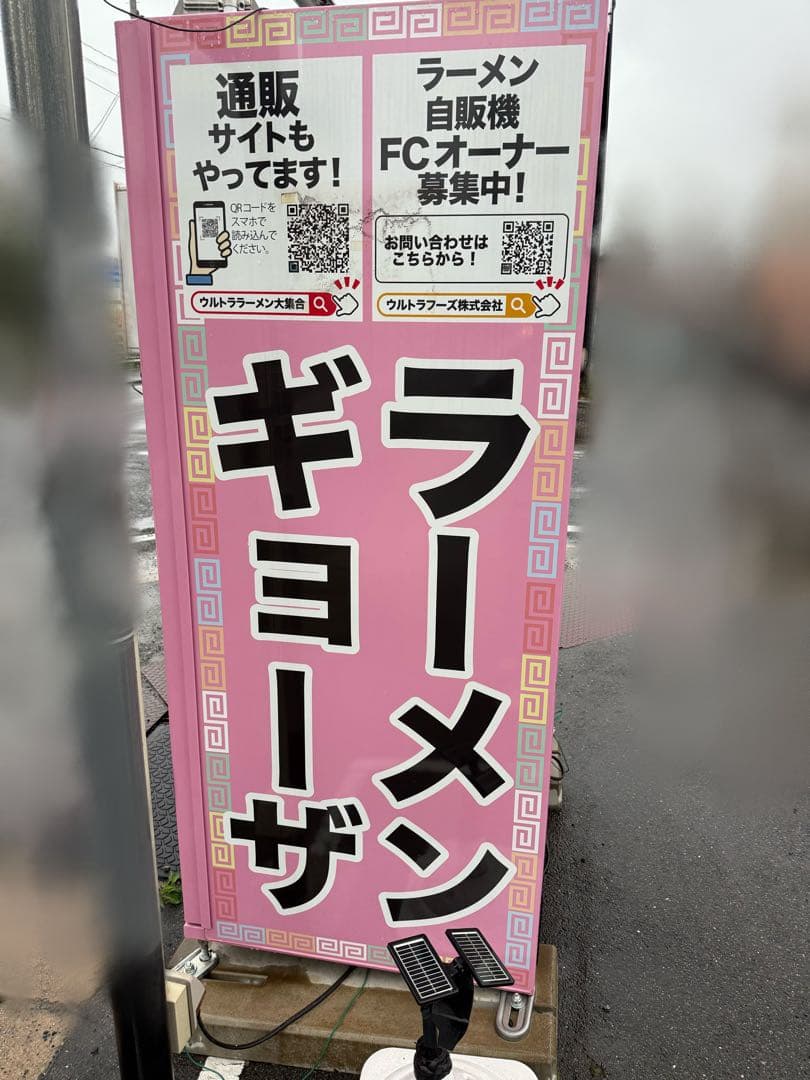 通販
サイトも
やってます!
QRコードを
スマホで
読み込んで
ください。
ウルトララーメン大集合
ラーメン
自販機
FCオーナー
募集中!
お問い合わせは
こちらから!
ウルトラフーズ株式会社
ラーメン
ギョーザ